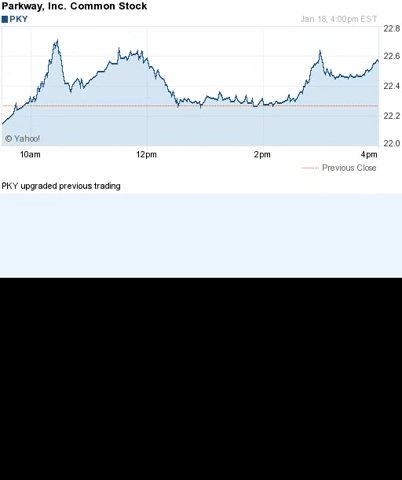 Parkway, Inc. Common Stock
PKY Jan 18, 4:00pm EST
22.8
22.6
22.4
22.2
22.0
© Yahoo!
10am 12pm 2pm 4pm
Previous Close
PKY upgraded previous trading